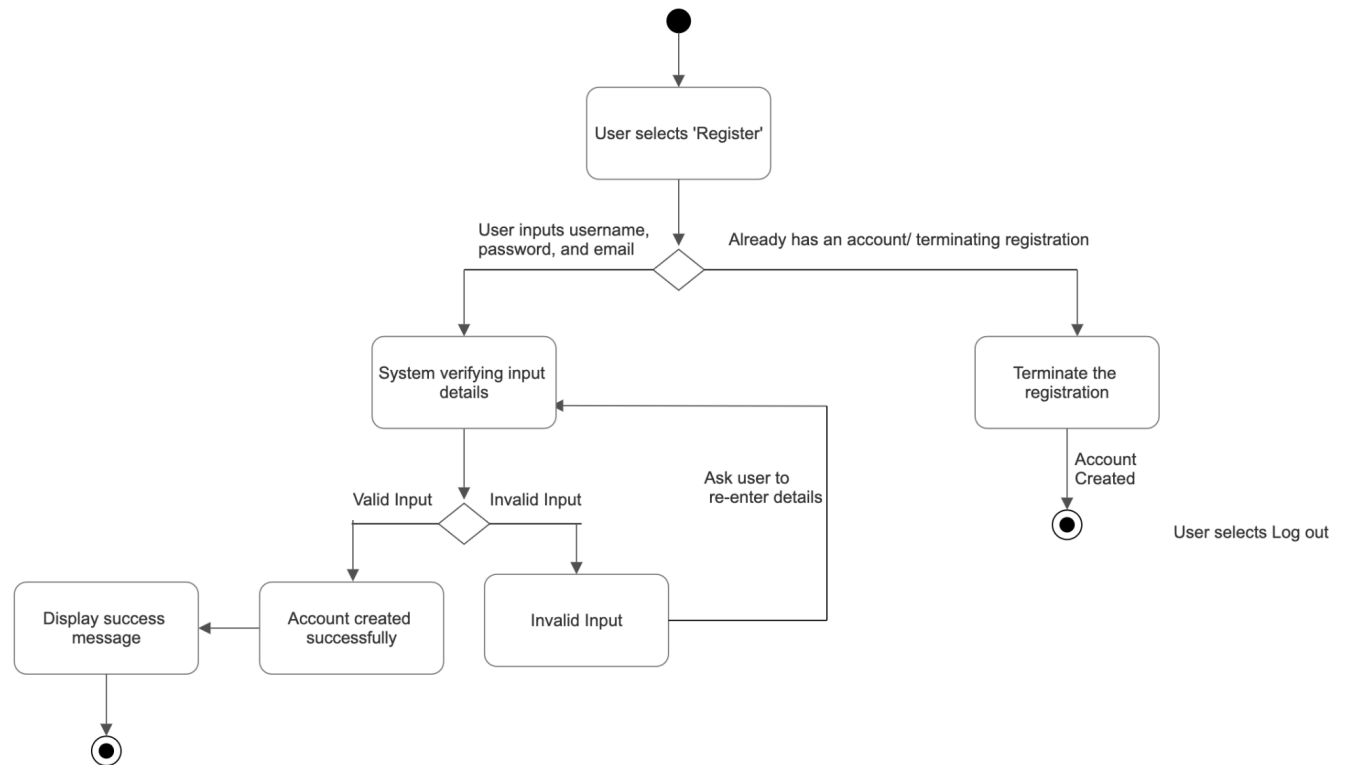 User selects 'Register'
User inputs username,
password, and email
Already has an account/ terminating registration
System verifying input
details
Terminate the
registration
Account
Created
Ask user to
re-enter details
Valid Input
Invalid Input
User selects Log out
Display success
message
Account created
successfully
Invalid Input